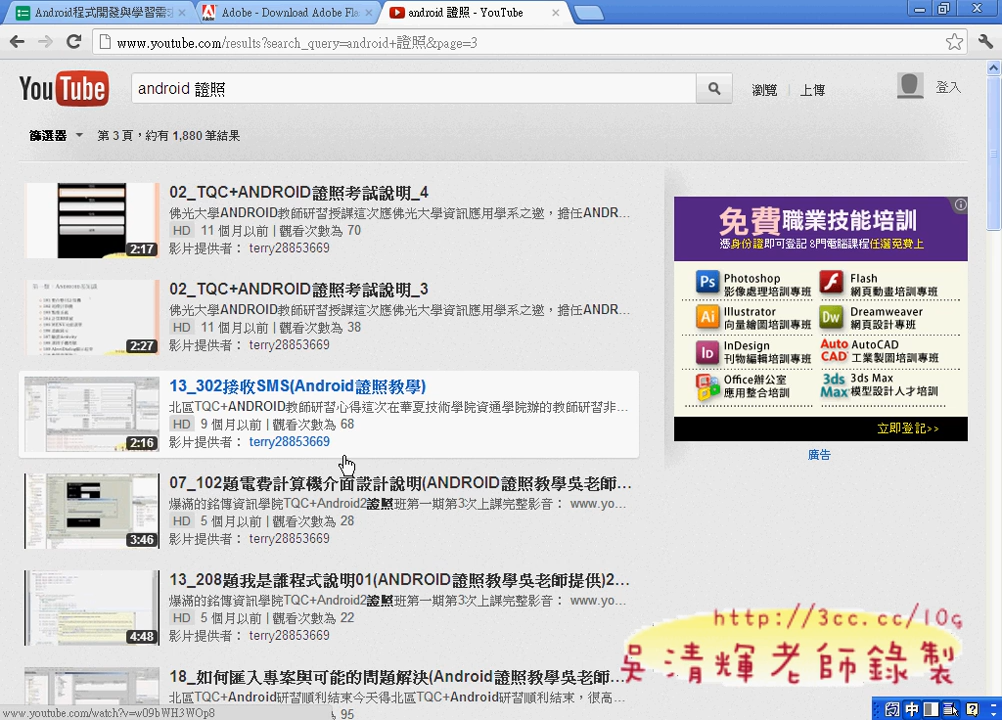 Android程式開發與學習需
Adobe - Download Adobe Fla
android 證照 - YouTube
www.youtube.com/results?search_query=android+證照&page=3
YouTube
android 證照
瀏覽 | 上傳
登入
篩選器
第 3 頁，約有 1,880 筆結果
02_TQC+ANDROID證照考試說明_4
佛光大學ANDROID教師研習授課這次應佛光大學資訊應用學系之邀，擔任ANDR...
HD 11 個月以前 | 觀看次數為 70
影片提供者： terry28853669
2:17
02_TQC+ANDROID證照考試說明_3
佛光大學ANDROID教師研習授課這次應佛光大學資訊應用學系之邀，擔任ANDR...
HD 11 個月以前 | 觀看次數為 38
影片提供者： terry28853669
2:27
13_302接收SMS(Android證照教學)
北區TQC+ANDROID教師研習心得這次在華夏技術學院資通學院辦的教師研習非...
HD 9 個月以前 | 觀看次數為 68
影片提供者： terry28853669
2:16
07_102題電費計算機介面設計說明(ANDROID證照教學吳老師...
爆滿的銘傳資訊學院TQC+Android2證照班第一期第3次上課完整影音： www.yo...
HD 5 個月以前 | 觀看次數為 28
影片提供者： terry28853669
3:46
13_208題我是誰程式說明01(ANDROID證照教學吳老師提供)2...
爆滿的銘傳資訊學院TQC+Android2證照班第一期第3次上課完整影音： www.yo...
HD 5 個月以前 | 觀看次數為 22
影片提供者： terry28853669
4:48
18_如何匯入專案與可能的問題解決(Android證照教學吳老師...
北區TQC+Android研習順利結束今天得北區TQC+Android研習順利結束，很高...
95
免費職業技能培訓
憑身份證即可登記 8門電腦課程任選免費上
Ps Photoshop
影像處理培訓專班
Flash
網頁動畫培訓專班
Ai Illustrator
向量繪圖培訓專班
Dw Dreamweaver
網頁設計專班
Id InDesign
刊物編輯培訓專班
Auto CAD AutoCAD
工業製圖培訓專班
Office辦公室
應用整合培訓
3ds Max 3ds Max
模型設計人才培訓
立即登記>>
廣告
http://3cc.cc/10g
吳清輝老師錄製
www.youtube.com/watch?v=w09bWH3WOp8
中